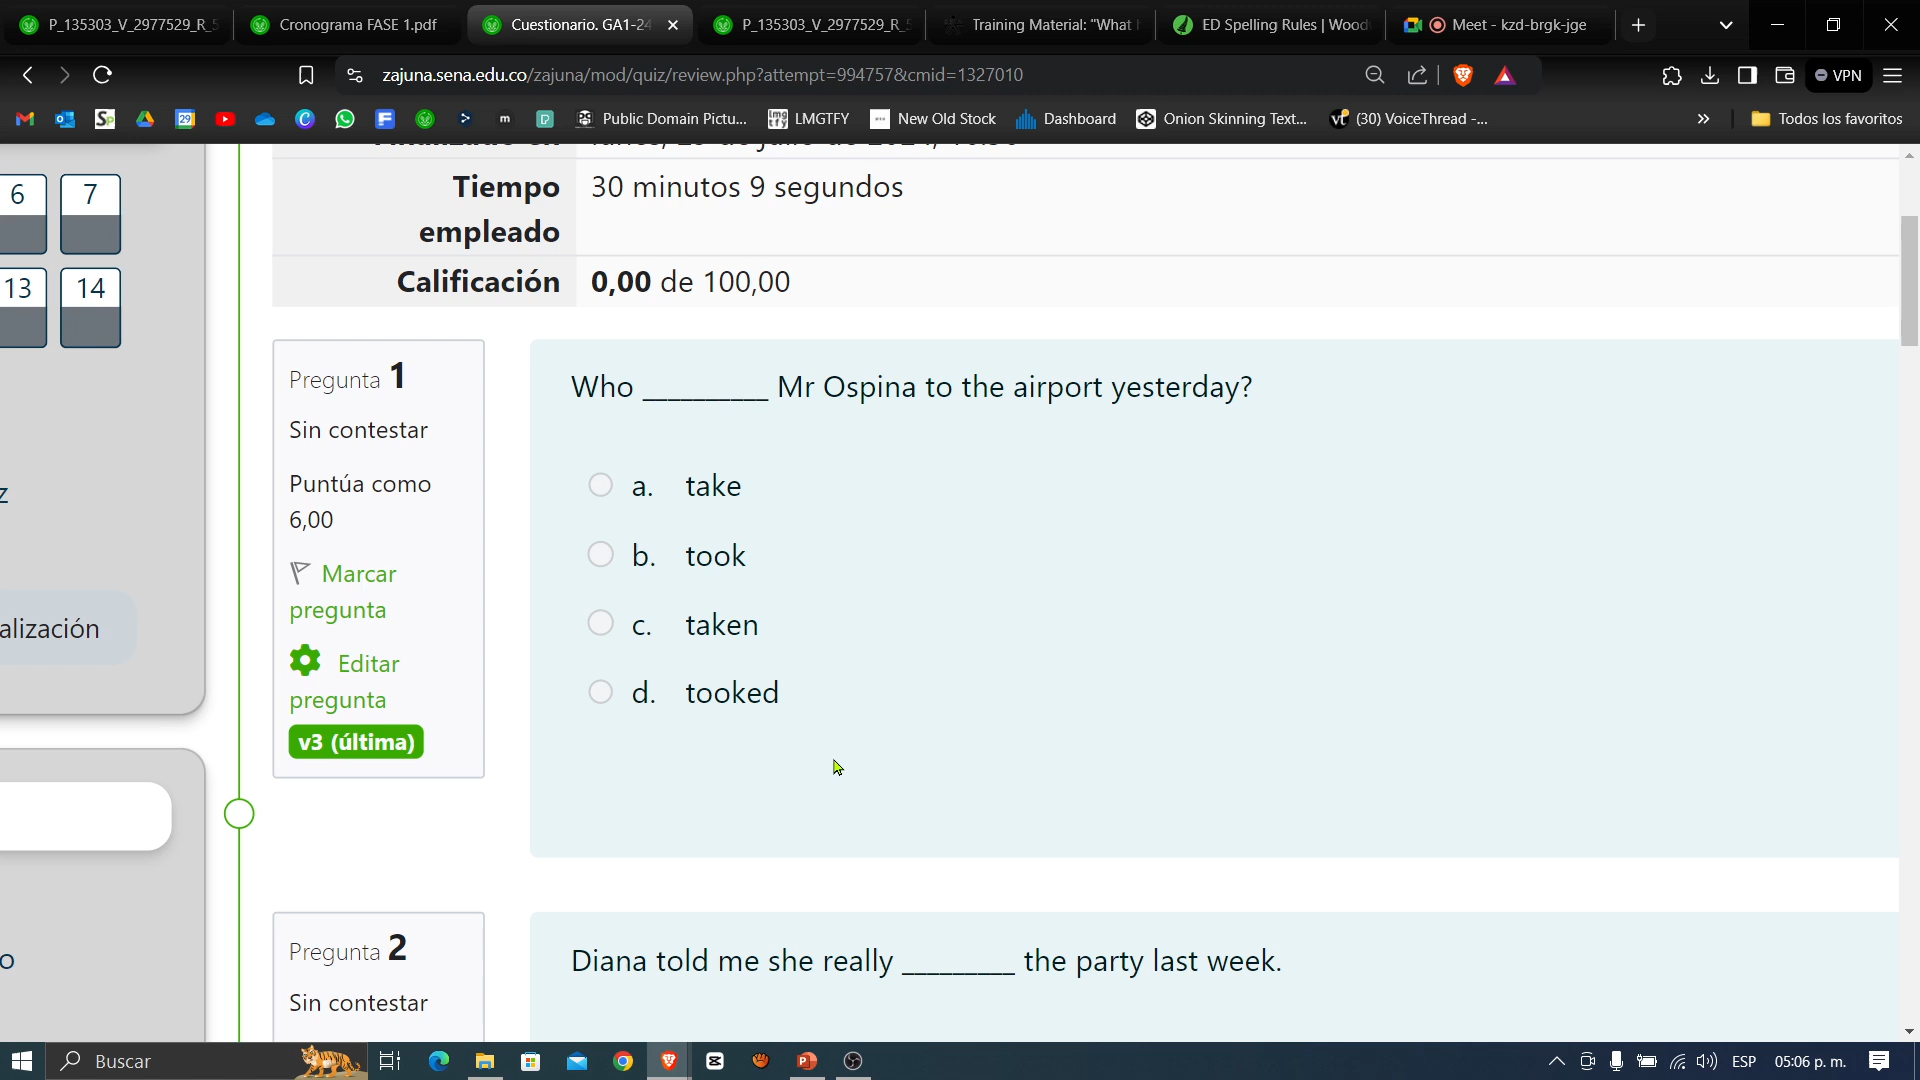 P_135303_V_2977529_R_5
Cronograma FASE 1.pdf
Cuestionario. GA1-24
P_135303_V_2977529_R_5
Training Material: "What
ED Spelling Rules | Wood
Meet - kzd-brgk-jge
zajuna.sena.edu.co/zajuna/mod/quiz/review.php?attempt=994757&cmid=1327010
VPN
Public Domain Pictu...
LMGTFY
New Old Stock
Dashboard
Onion Skinning Text...
(30) VoiceThread -...
»
Todos los favoritos
6
7
Tiempo empleado
30 minutos 9 segundos
13
14
Calificación
0,00 de 100,00
z
alización
o
Pregunta 1
Sin contestar
Puntúa como
6,00
Marcar
pregunta
Editar
pregunta
v3 (última)
Who __________ Mr Ospina to the airport yesterday?
a. take
b. took
c. taken
d. tooked
Pregunta 2
Sin contestar
Diana told me she really _________ the party last week.
Buscar
ESP
05:06 p. m.